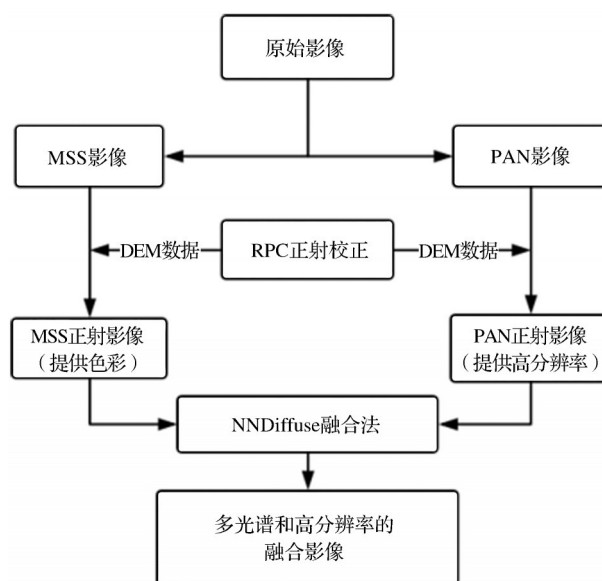 原始影像
MSS影像
PAN影像
DEM数据
RPC正射校正
DEM数据
MSS正射影像
（提供色彩）
PAN正射影像
（提供高分辨率）
NNDiffuse融合法
多光谱和高分辨率的
融合影像